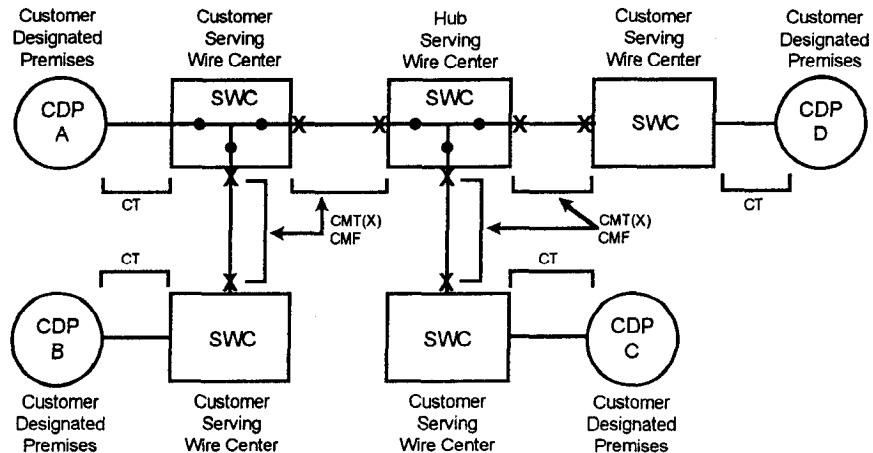 Customer
Designated
Premises
Customer
Serving
Wire Center
Hub
Serving
Wire Center
Customer
Serving
Wire Center
Customer
Designated
Premises
CDP
A
SWC
SWC
SWC
CDP
D
CT
CMT(X)
CMF
CMT(X)
CMF
CT
CT
CT
CDP
B
SWC
SWC
CDP
C
Customer
Designated
Premises
Customer
Serving
Wire Center
Customer
Serving
Wire Center
Customer
Designated
Premises